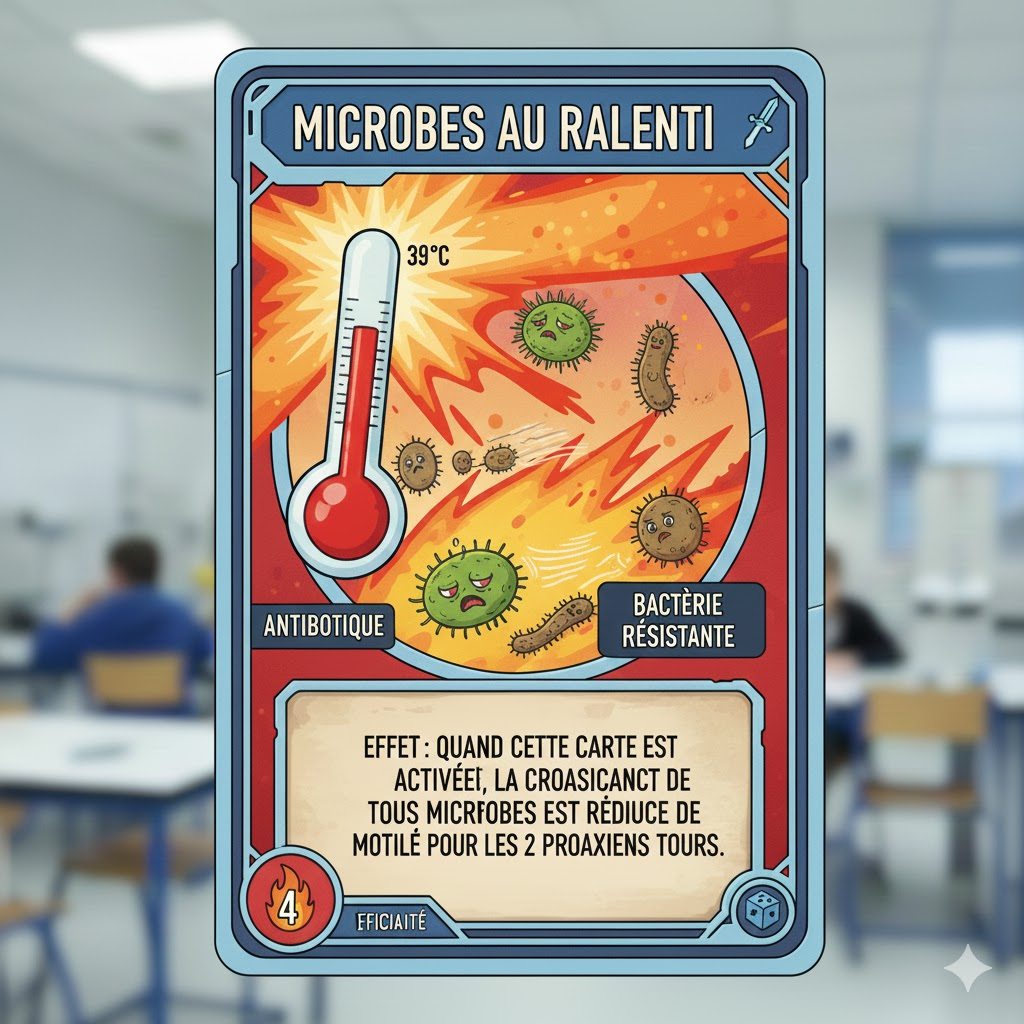 MICROBES AU RALENTI
39°C
ANTIBOTIQUE
BACTÈRIE
RÉSISTANTE
EFFET : QUAND CETTE CARTE EST
ACTIVÉEÏ, LA CROASICANCT DE
TOUS MICRFOBES EST RÉDIUCE DE
MOTILÉ POUR LES 2 PROAXIENS TOURS.
4
EFICIAITÉ